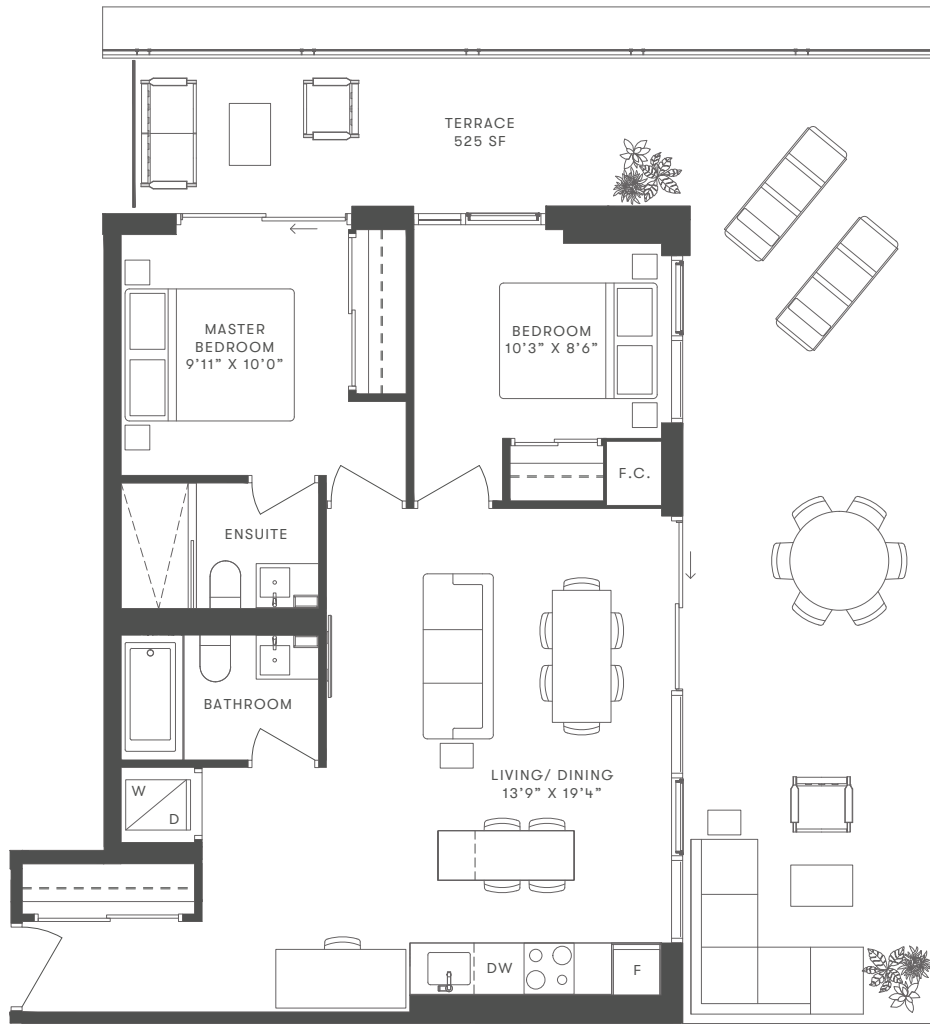 TERRACE
525 SF
MASTER
BEDROOM
9'11” X 10'0”
BEDROOM
10'3” X 8'6”
F.C.
ENSUITE
BATHROOM
W
D
LIVING/ DINING
13'9” X 19'4”
DW
F